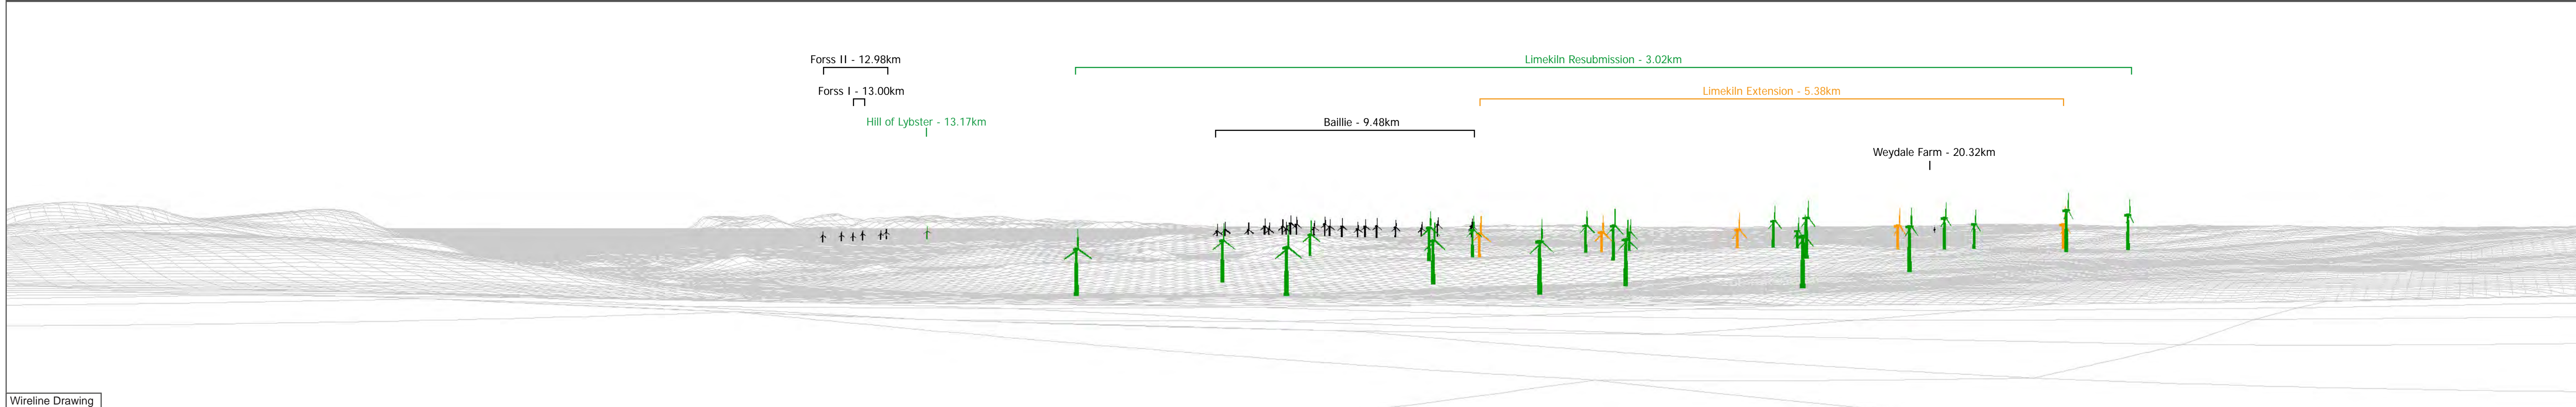 Forss II - 12.98km
Limekiln Resubmission - 3.02km
Forss I - 13.00km
Limekiln Extension - 5.38km
Hill of Lybster - 13.17km
Baillie - 9.48km
Weydale Farm - 20.32km
Wireline Drawing